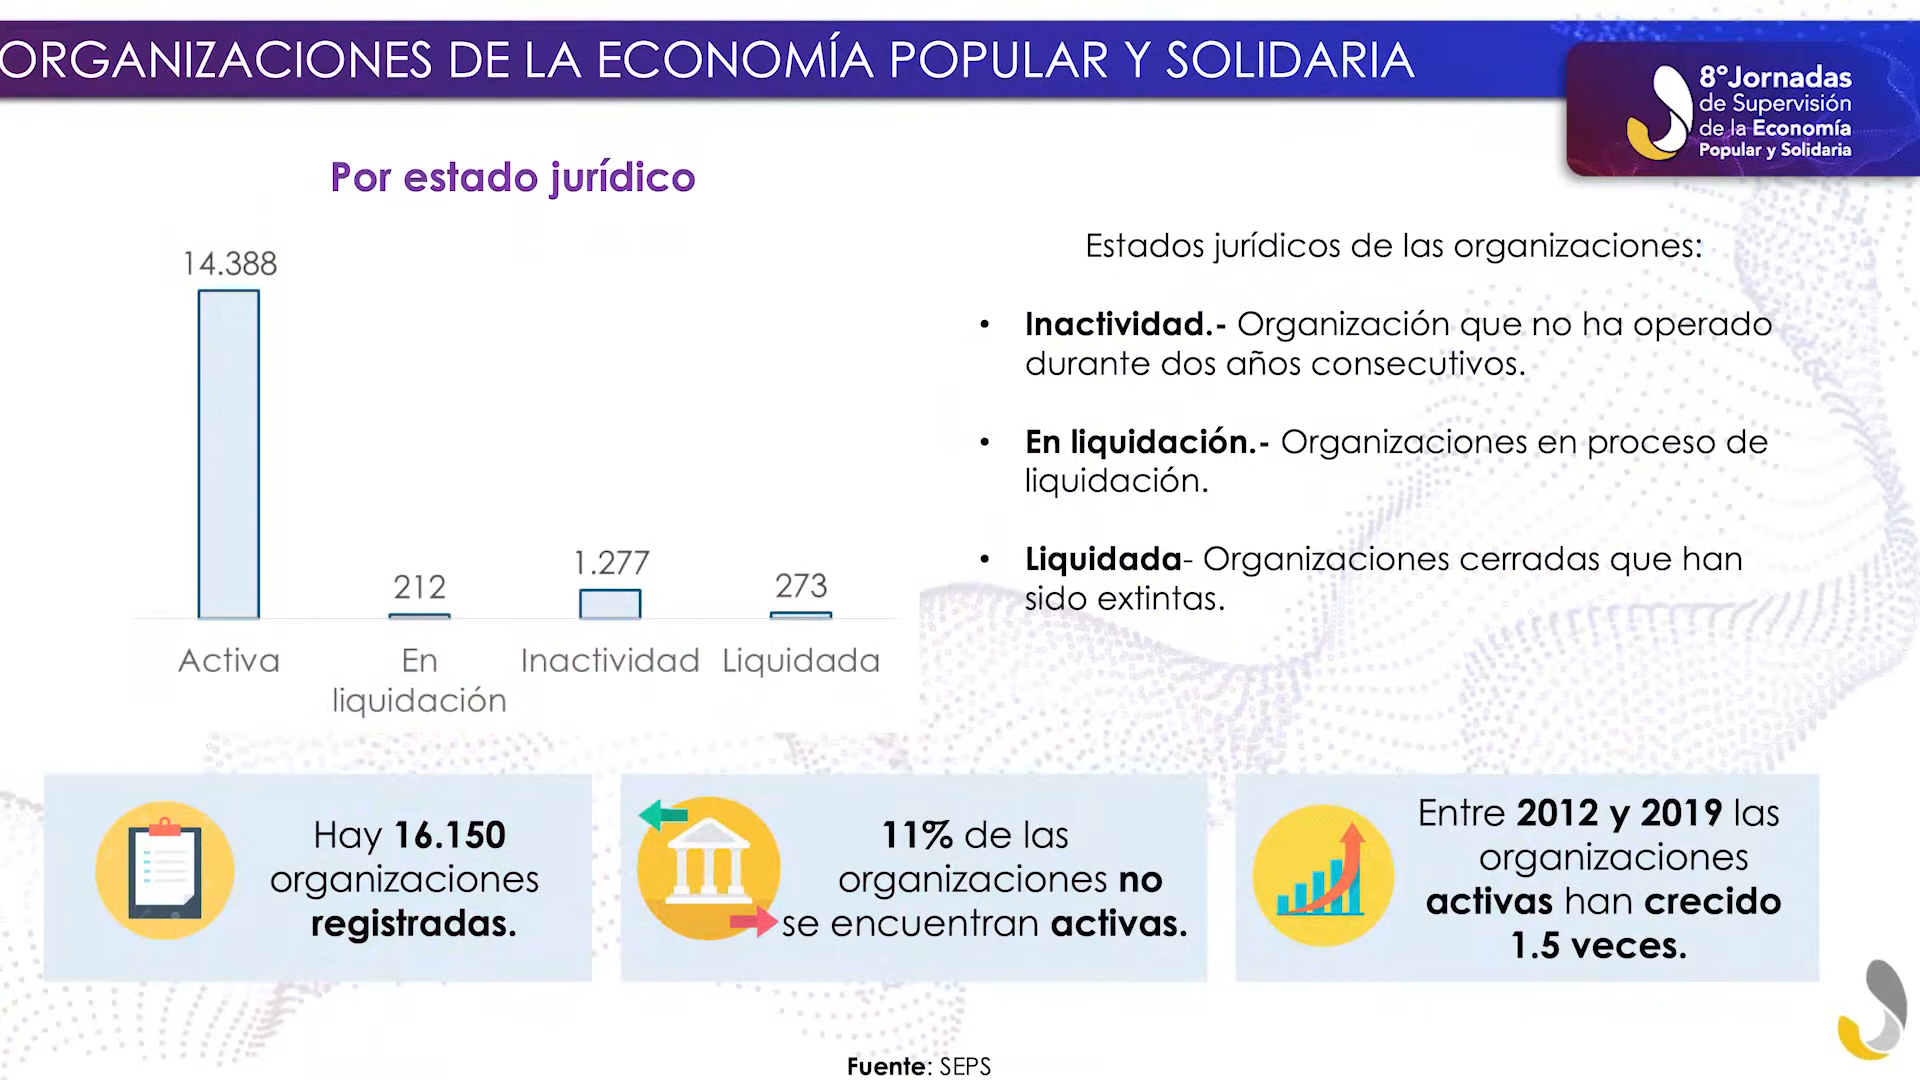 ORGANIZACIONES DE LA ECONOMÍA POPULAR Y SOLIDARIA
8°Jornadas
de Supervisión
de la Economía
Popular y Solidaria
Por estado jurídico
14.388
212
1.277
273
Activa
En
liquidación
Inactividad
Liquidada
Estados jurídicos de las organizaciones:
• Inactividad.- Organización que no ha operado
durante dos años consecutivos.
• En liquidación.- Organizaciones en proceso de
liquidación.
• Liquidada- Organizaciones cerradas que han
sido extintas.
Hay 16.150
organizaciones
registradas.
11% de las
organizaciones no
se encuentran activas.
Entre 2012 y 2019 las
organizaciones
activas han crecido
1.5 veces.
Fuente: SEPS